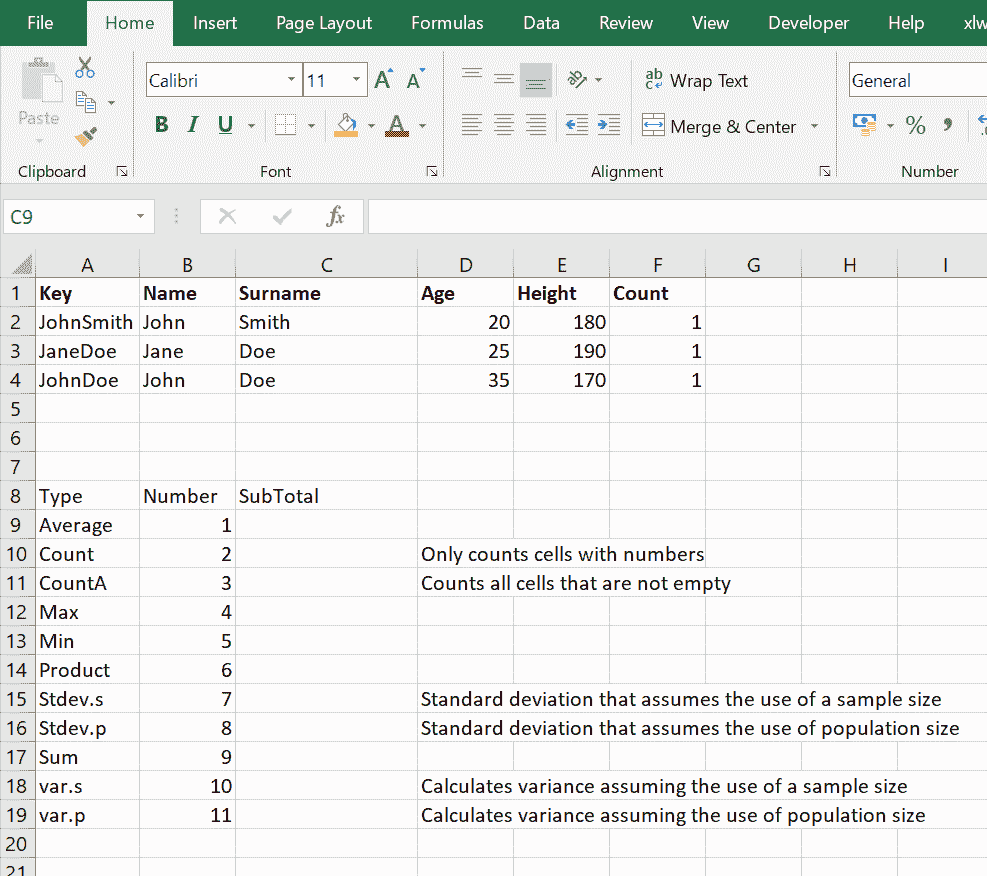 File Home Insert Page Layout Formulas Data Review View Developer Help xlw
Calibri 11 A A ab c Wrap Text General
Paste B I U A Merge & Center % 9
Clipboard Font Alignment Number
C9 fx
A B C D E F G H I
1 Key Name Surname Age Height Count
2 JohnSmith John Smith 20 180 1
3 JaneDoe Jane Doe 25 190 1
4 JohnDoe John Doe 35 170 1
5
6
7
8 Type Number SubTotal
9 Average 1
10 Count 2 Only counts cells with numbers
11 CountA 3 Counts all cells that are not empty
12 Max 4
13 Min 5
14 Product 6
15 Stdev.s 7 Standard deviation that assumes the use of a sample size
16 Stdev.p 8 Standard deviation that assumes the use of population size
17 Sum 9
18 var.s 10 Calculates variance assuming the use of a sample size
19 var.p 11 Calculates variance assuming the use of population size
20
21